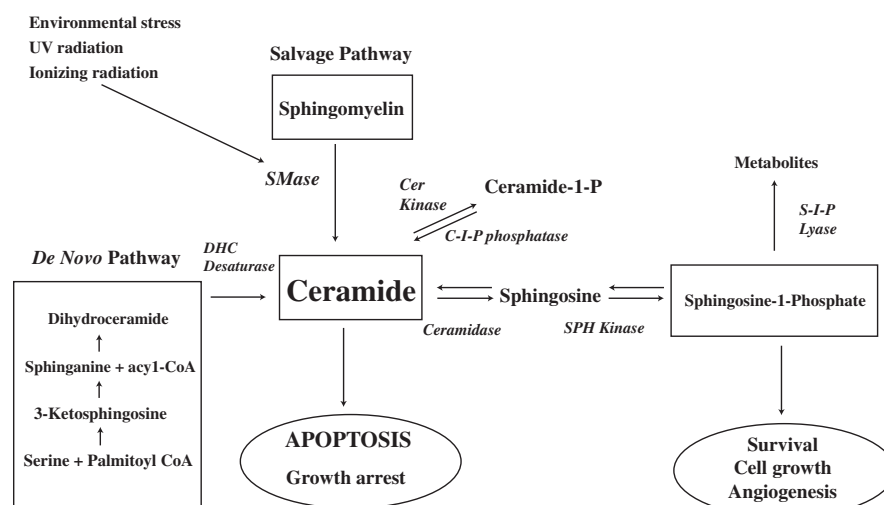 Environmental stress
UV radiation
Ionizing radiation
Salvage Pathway
Sphingomyelin
SMase
Cer
Kinase
Ceramide-1-P
C-I-P phosphatase
Metabolites
S-I-P
Lyase
De Novo Pathway
DHC
Desaturase
Ceramide
Ceramidase
Sphingosine
SPH Kinase
Sphingosine-1-Phosphate
Dihydroceramide
Sphinganine + acy1-CoA
3-Ketosphingosine
Serine + Palmitoyl CoA
APOPTOSIS
Growth arrest
Survival
Cell growth
Angiogenesis